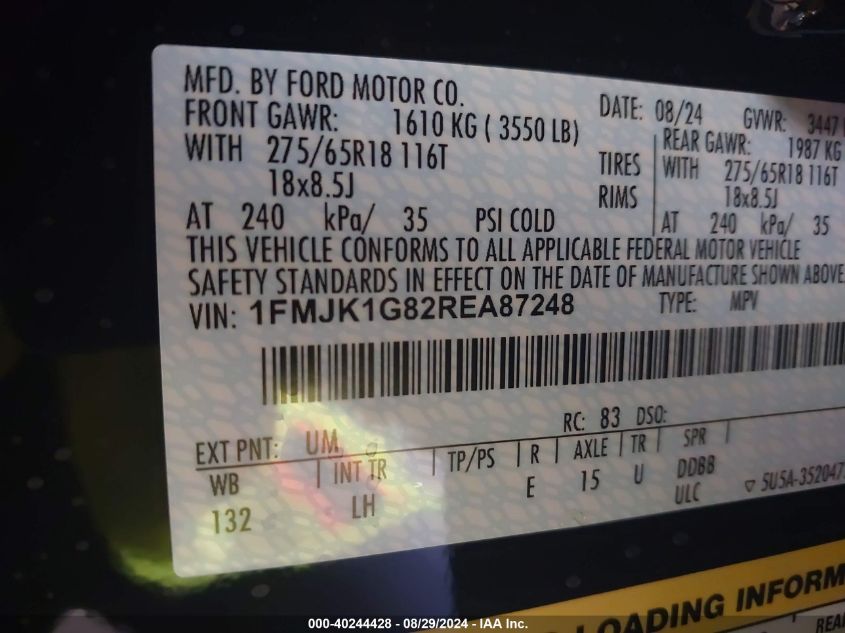 MFD. BY FORD MOTOR CO.
DATE: 08/24 GVWR: 3447
FRONT GAWR: 1610 KG ( 3550 LB) REAR GAWR: 1987 KG
WITH 275/65R18 116T TIRES WITH 275/65R18 116T
18x8.5J RIMS 18x8.5J
AT 240 kPa/ 35 PSI COLD AT 240 kPa/ 35
THIS VEHICLE CONFORMS TO ALL APPLICABLE FEDERAL MOTOR VEHICLE
SAFETY STANDARDS IN EFFECT ON THE DATE OF MANUFACTURE SHOWN ABOVE
VIN: 1FMJK1G82REA87248 TYPE: MPV
RC: 83 DSO:
EXT PNT: UM
WB INT TR TP/PS R AXLE TR SPR
132 LH E 15 U DDBB
ULC 5U5A-352047
LOADING INFORM
REA
000-40244428 - 08/29/2024 - IAA Inc.